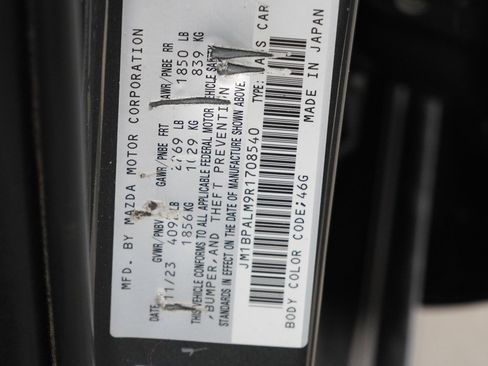 MFD. BY MAZDA MOTOR CORPORATION
DATE GVWR/PNBV GAWR/PNBE FRT GAWR/PNBE RR
11/23 LB LB 1850 LB
1856KG KG 839 KG
THIS VEHICLE CONFORMS TO ALL APPLICABLE FEDERAL MOTOR VEHICLE SAFETY
,BUMPER,AND THEFT PREVENTION
STANDARDS IN EFFECT ON THE DATE OF MANUFACTURE SHOWN ABOVE.
JM1BPALM9R1708540 TYPE: CAR
BODY COLOR CODE;46G MADE IN JAPAN